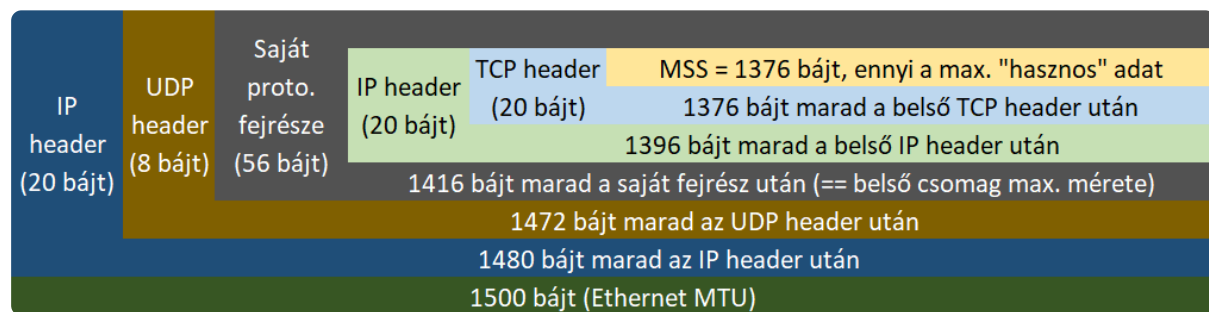 IP
header
(20 bájt)
UDP
header
(8 bájt)
Saját
proto.
fejrésze
(56 bájt)
IP header
(20 bájt)
TCP header
(20 bájt)
MSS = 1376 bájt, ennyi a max. "hasznos" adat
1376 bájt marad a belső TCP header után
1396 bájt marad a belső IP header után
1416 bájt marad a saját fejrész után (== belső csomag max. mérete)
1472 bájt marad az UDP header után
1480 bájt marad az IP header után
1500 bájt (Ethernet MTU)